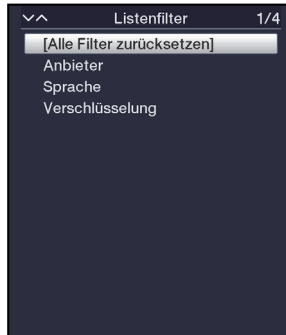 Listenfilter 1/4
[Alle Filter zurücksetzen]
Anbieter
Sprache
Verschlüsselung